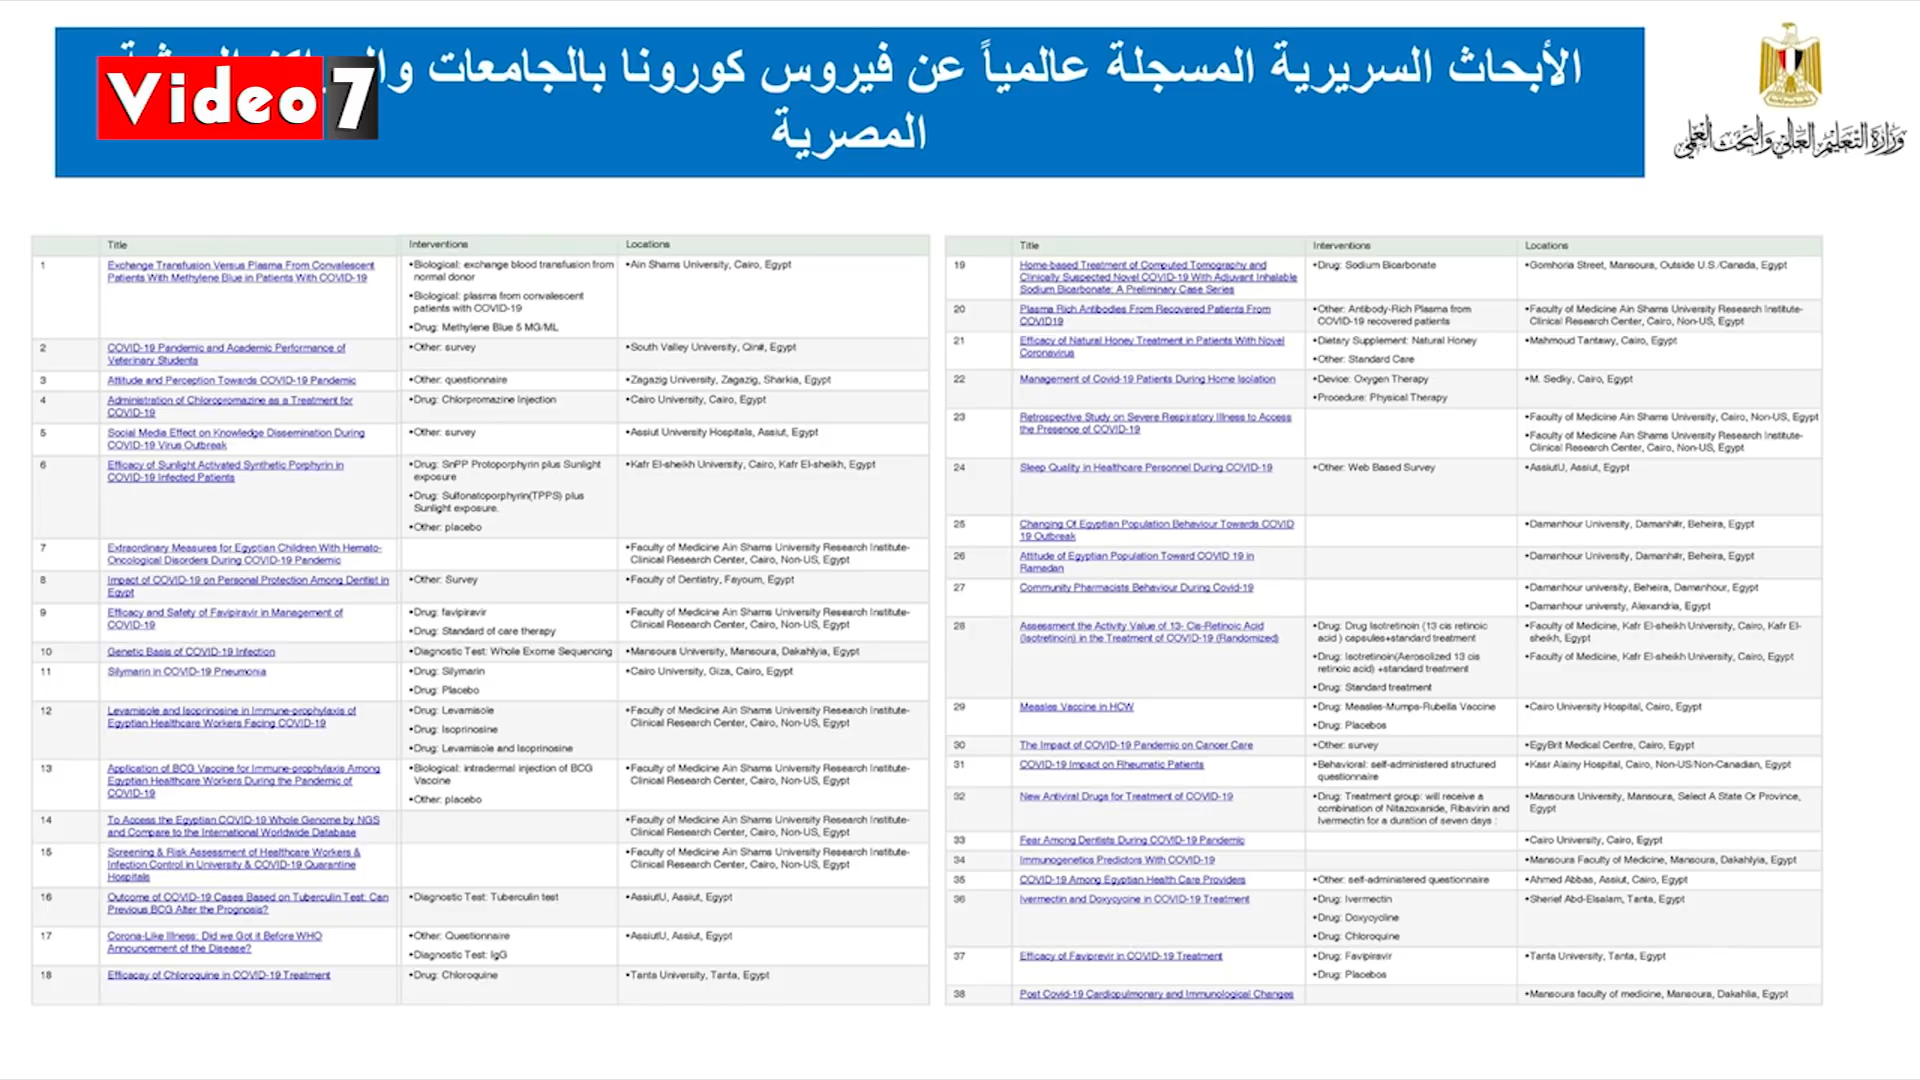 الأبحاث السريرية المسجلة عالمياً عن فيروس كورونا بالجامعات
المصرية
Video 7
وزارة التعليم العالي والبحث العلمي
Title Interventions Locations
1 Exchange Transfusion Versus Plasma From Convalescent •Biological: exchange blood transfusion from •Ain Shams University, Cairo, Egypt
Patients With Methylene Blue in Patients With COVID-19 normal donor
•Biological: plasma from convalescent
patients with COVID-19
•Drug: Methylene Blue 5 MG/ML
2 COVID-19 Pandemic and Academic Performance of •Other: survey •South Valley University, Qin#, Egypt
Veterinary Students
3 Attitude and Perception Towards COVID-19 Pandemic •Other: questionnaire •Zagazig University, Zagazig, Sharkia, Egypt
4 Administration of Chloropromazine as a Treatment for •Drug: Chlorpromazine Injection •Cairo University, Cairo, Egypt
COVID-19
5 Social Media Effect on Knowledge Dissemination During •Other: survey •Assiut University Hospitals, Assiut, Egypt
COVID-19 Virus Outbreak
6 Efficacy of Sunlight Activated Synthetic Porphyrin in •Drug: SnPP Protoporphyrin plus Sunlight •Kafr El-sheikh University, Cairo, Kafr El-sheikh, Egypt
COVID-19 Infected Patients exposure
•Drug: Sulfonatoporphyrin(TPPS) plus
Sunlight exposure.
•Other: placebo
7 Extraordinary Measures for Egyptian Children With Hemato- •Faculty of Medicine Ain Shams University Research Institute-
Oncological Disorders During COVID-19 Pandemic Clinical Research Center, Cairo, Non-US, Egypt
8 Impact of COVID-19 on Personal Protection Among Dentist in •Other: Survey •Faculty of Dentistry, Fayoum, Egypt
Egypt
9 Efficacy and Safety of Favipiravir in Management of •Drug: favipiravir •Faculty of Medicine Ain Shams University Research Institute-
COVID-19 •Drug: Standard of care therapy Clinical Research Center, Cairo, Non-US, Egypt
10 Genetic Basis of COVID-19 Infection •Diagnostic Test: Whole Exome Sequencing •Mansoura University, Mansoura, Dakahlyia, Egypt
11 Silymarin in COVID-19 Pneumonia •Drug: Silymarin •Cairo University, Giza, Cairo, Egypt
•Drug: Placebo
12 Levamisole and Isoprinosine in Immune-prophylaxis of •Drug: Levamisole •Faculty of Medicine Ain Shams University Research Institute-
Egyptian Healthcare Workers Facing COVID-19 •Drug: Isoprinosine Clinical Research Center, Cairo, Non-US, Egypt
•Drug: Levamisole and Isoprinosine
13 Application of BCG Vaccine for Immune-prophylaxis Among •Biological: intradermal injection of BCG •Faculty of Medicine Ain Shams University Research Institute-
Egyptian Healthcare Workers During the Pandemic of Vaccine Clinical Research Center, Cairo, Non-US, Egypt
COVID-19 •Other: placebo
14 To Access the Egyptian COVID-19 Whole Genome by NGS •Faculty of Medicine Ain Shams University Research Institute-
and Compare to the International Worldwide Database Clinical Research Center, Cairo, Non-US, Egypt
15 Screening & Risk Assessment of Healthcare Workers & •Faculty of Medicine Ain Shams University Research Institute-
Infection Control in University & COVID-19 Quarantine Clinical Research Center, Cairo, Non-US, Egypt
Hospitals
16 Outcome of COVID-19 Cases Based on Tuberculin Test: Can •Diagnostic Test: Tuberculin test •AssiutU, Assiut, Egypt
Previous BCG Alter the Prognosis?
17 Corona-Like Illness: Did we Got it Before WHO •Other: Questionnaire •AssiutU, Assiut, Egypt
Announcement of the Disease? •Diagnostic Test: IgG
18 Efficacay of Chloroquine in COVID-19 Treatment •Drug: Chloroquine •Tanta University, Tanta, Egypt
Title Interventions Locations
19 Home-based Treatment of Computed Tomography and •Drug: Sodium Bicarbonate •Gomhoria Street, Mansoura, Outside U.S./Canada, Egypt
Clinically Suspected Novel COVID-19 With Adjuvant Inhalable
Sodium Bicarbonate: A Preliminary Case Series
20 Plasma Rich Antibodies From Recovered Patients From •Other: Antibody-Rich Plasma from •Faculty of Medicine Ain Shams University Research Institute-
COVID19 COVID-19 recovered patients Clinical Research Center, Cairo, Non-US, Egypt
21 Efficacy of Natural Honey Treatment in Patients With Novel •Dietary Supplement: Natural Honey •Mahmoud Tantawy, Cairo, Egypt
Coronavirus •Other: Standard Care
22 Management of Covid-19 Patients During Home Isolation •Device: Oxygen Therapy •M. Sedky, Cairo, Egypt
•Procedure: Physical Therapy
23 Retrospective Study on Severe Respiratory Illness to Access •Faculty of Medicine Ain Shams University, Cairo, Non-US, Egypt
the Presence of COVID-19 •Faculty of Medicine Ain Shams University Research Institute-
Clinical Research Center, Cairo, Non-US, Egypt
24 Sleep Quality in Healthcare Personnel During COVID-19 •Other: Web Based Survey •AssiutU, Assiut, Egypt
25 Changing Of Egyptian Population Behaviour Towards COVID •Damanhour University, Damanh#r, Beheira, Egypt
19 Outbreak
26 Attitude of Egyptian Population Toward COVID 19 in •Damanhour University, Damanh#r, Beheira, Egypt
Ramadan
27 Community Pharmacists Behaviour During Covid-19 •Damanhour university, Beheira, Damanhour, Egypt
•Damanhour universty, Alexandria, Egypt
28 Assessment the Activity Value of 13- Cis-Retinoic Acid •Drug: Drug Isotretinoin (13 cis retinoic •Faculty of Medicine, Kafr El-sheikh University, Cairo, Kafr El-
(Isotretinoin) in the Treatment of COVID-19 (Randomized) acid ) capsules+standard treatment sheikh, Egypt
•Drug: Isotretinoin(Aerosolized 13 cis •Faculty of Medicine, Kafr El-sheikh University, Cairo, Egypt
retinoic acid) +standard treatment
•Drug: Standard treatment
29 Measles Vaccine in HCW •Drug: Measles-Mumps-Rubella Vaccine •Cairo University Hospital, Cairo, Egypt
•Drug: Placebos
30 The Impact of COVID-19 Pandemic on Cancer Care •Other: survey •EgyBrit Medical Centre, Cairo, Egypt
31 COVID-19 Impact on Rheumatic Patients •Behavioral: self-administered structured •Kasr Alainy Hospital, Cairo, Non-US/Non-Canadian, Egypt
questionnaire
32 New Antiviral Drugs for Treatment of COVID-19 •Drug: Treatment group: will receive a •Mansoura University, Mansoura, Select A State Or Province,
combination of Nitazoxanide, Ribavirin and Egypt
Ivermectin for a duration of seven days :
33 Fear Among Dentists During COVID-19 Pandemic •Cairo University, Cairo, Egypt
34 Immunogenetics Predictors With COVID-19 •Mansoura Faculty of Medicine, Mansoura, Dakahlyia, Egypt
35 COVID-19 Among Egyptian Health Care Providers •Other: self-administered questionnaire •Ahmed Abbas, Assiut, Cairo, Egypt
36 Ivermectin and Doxycycine in COVID-19 Treatment •Drug: Ivermectin •Sherief Abd-Elsalam, Tanta, Egypt
•Drug: Doxycycline
•Drug: Chloroquine
37 Efficacy of Faviprevir in COVID-19 Treatment •Drug: Favipiravir •Tanta University, Tanta, Egypt
•Drug: Placebos
38 Post Covid-19 Cardiopulmonary and Immunological Changes •Mansoura faculty of medicine, Mansoura, Dakahlia, Egypt